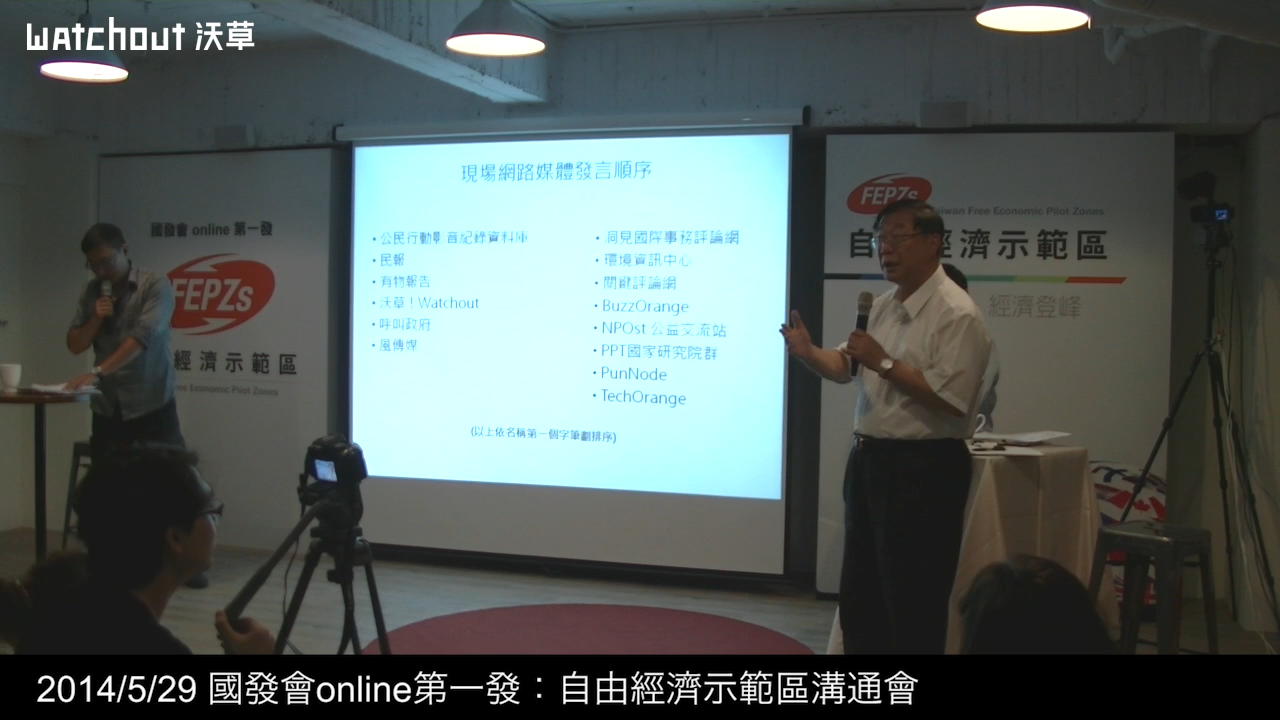 WATCHOUT 沃草
現場網路媒體發言順序
• 公民行動影音紀錄資料庫
• 民報
• 有物報告
• 沃草！Watchout
• 呼叫政府
• 風傳媒
• 洞見國際事務評論網
• 環境資訊中心
• 關鍵評論網
• BuzzOrange
• NPOst 公益交流站
• PPT國家研究院群
• PunNode
• TechOrange
(以上依名稱第一個字筆劃排序)
國發會 online 第一發
FEPZs
經濟示範區
Free Economic Pilot Zones
FEPZs
Taiwan Free Economic Pilot Zones
自 經濟示範區
經濟登峰
2014/5/29 國發會online第一發：自由經濟示範區溝通會